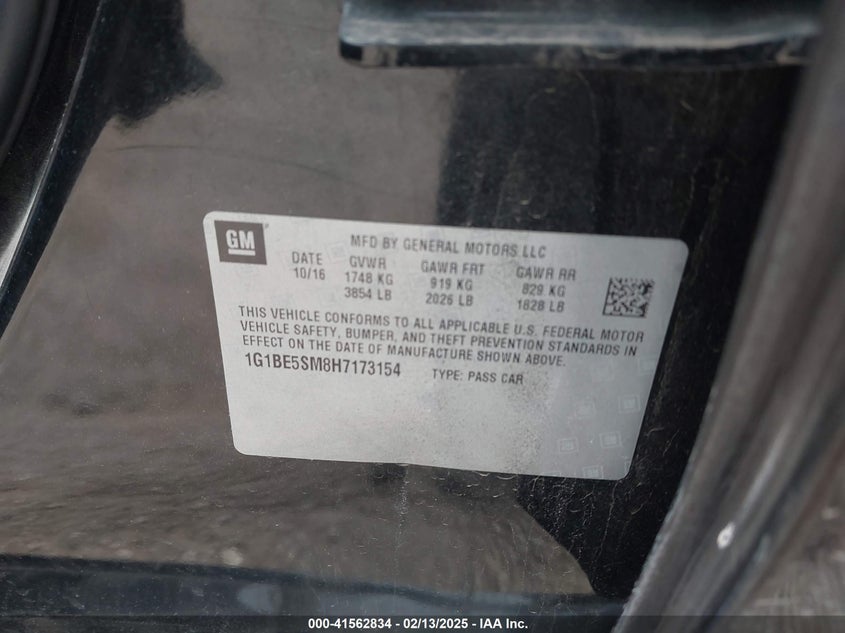 GM
MFD BY GENERAL MOTORS LLC
DATE GVWR GAWR FRT GAWR RR
10/16 1748 KG 919 KG 829 KG
3854 LB 2026 LB 1828 LB
THIS VEHICLE CONFORMS TO ALL APPLICABLE U.S. FEDERAL MOTOR
VEHICLE SAFETY, BUMPER, AND THEFT PREVENTION STANDARDS IN
EFFECT ON THE DATE OF MANUFACTURE SHOWN ABOVE.
1G1BE5SM8H7173154 TYPE: PASS CAR
000-41562834 - 02/13/2025 - IAA Inc.